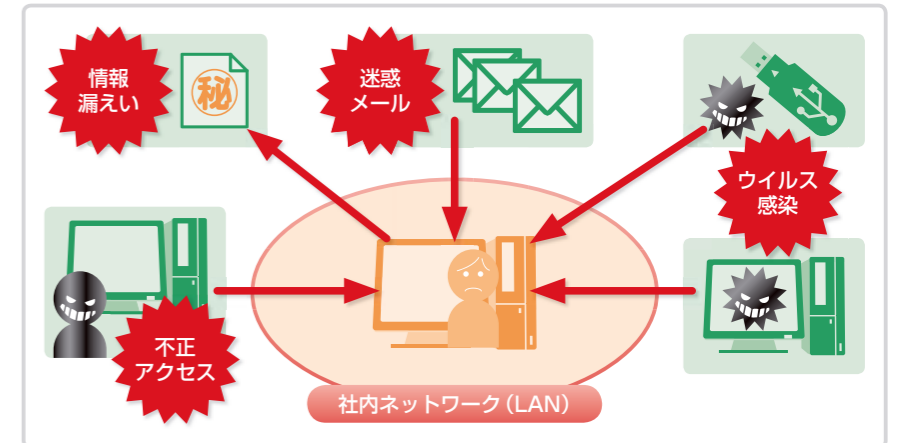 情報
漏えい
秘
迷惑
メール
ウイルス
感染
不正
アクセス
社内ネットワーク(LAN)